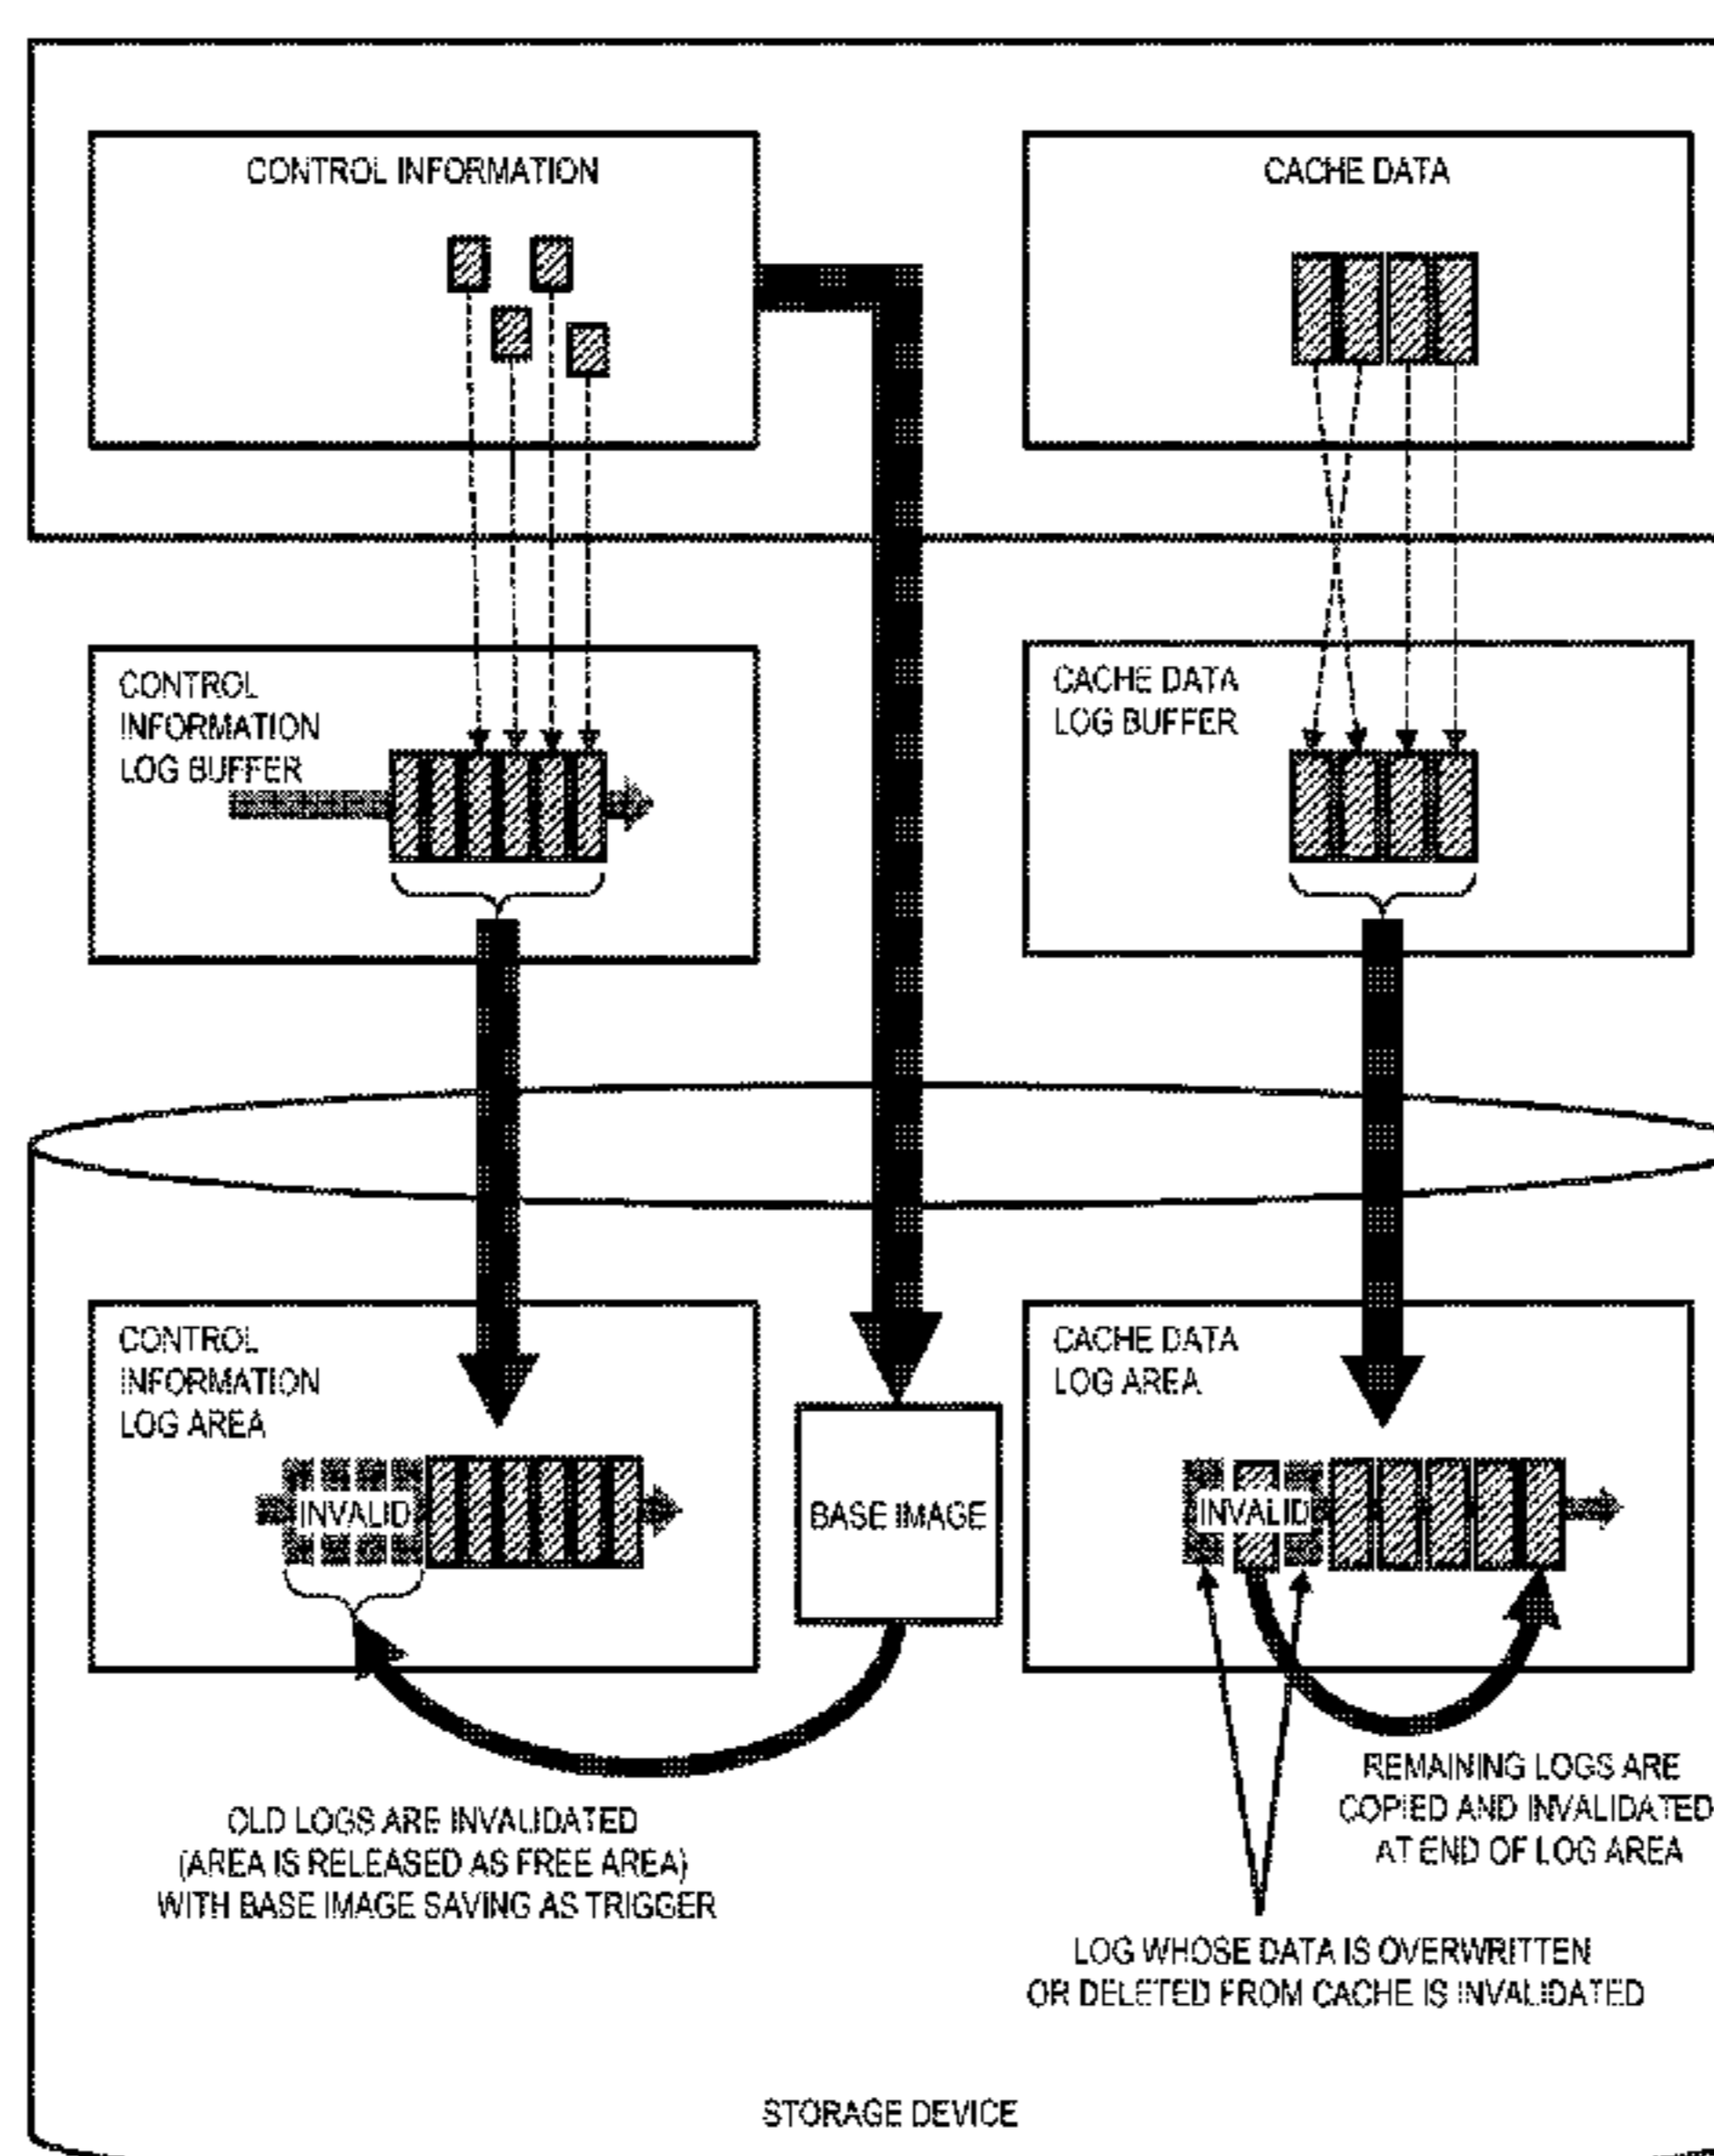 CONTROL INFORMATION
CACHE DATA
CONTROL
INFORMATION
LOG BUFFER
CACHE DATA
LOG BUFFER
CONTROL
INFORMATION
LOG AREA
INVALID
BASE IMAGE
CACHE DATA
LOG AREA
INVALID
OLD LOGS ARE INVALIDATED
(AREA IS RELEASED AS FREE AREA)
WITH BASE IMAGE SAVING AS TRIGGER
REMAINING LOGS ARE
COPIED AND INVALIDATED
AT END OF LOG AREA
LOG WHOSE DATA IS OVERWRITTEN
OR DELETED FROM CACHE IS INVALIDATED
STORAGE DEVICE